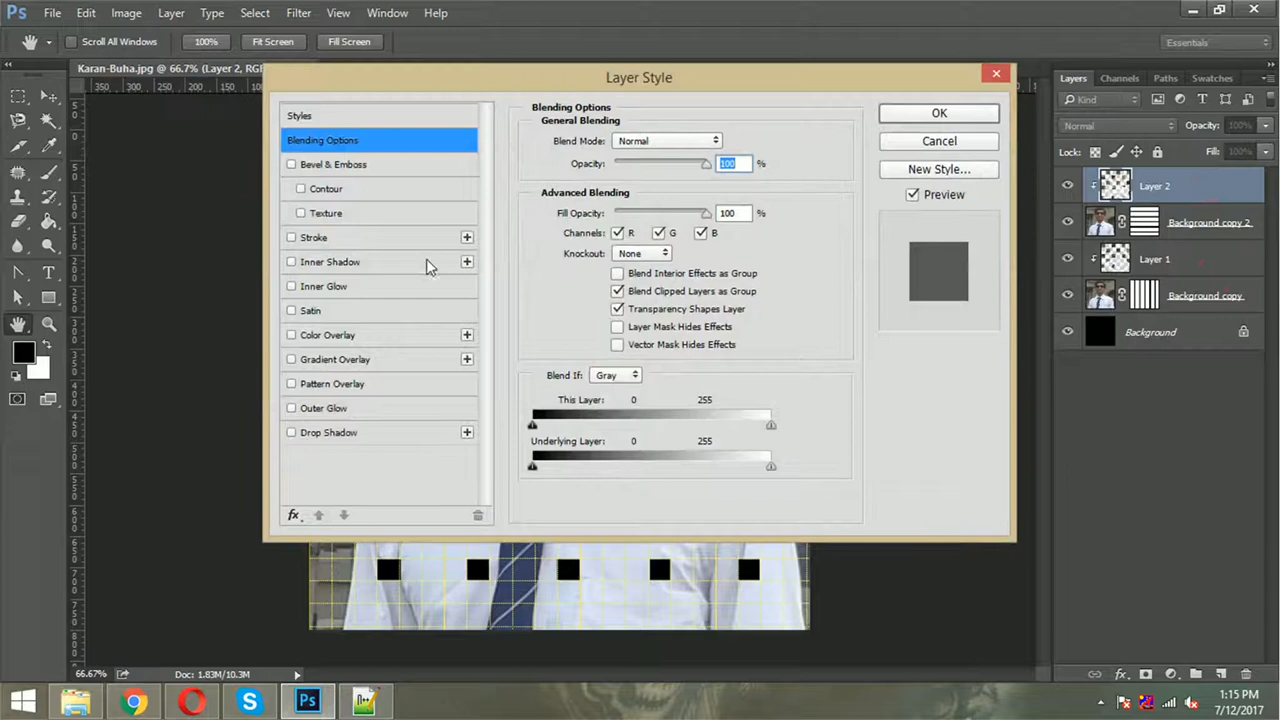 Ps File Edit Image Layer Type Select Filter View Window Help
Scroll All Windows 100% Fit Screen Fill Screen Essentials
Karan-Buha.jpg @ 66.7% (Layer 2, RG
350 300 250 200 150 100
Layer Style
Styles
Blending Options
Bevel & Emboss
Contour
Texture
Stroke
Inner Shadow
Inner Glow
Satin
Color Overlay
Gradient Overlay
Pattern Overlay
Outer Glow
Drop Shadow
fx
Blending Options
General Blending
Blend Mode: Normal
Opacity: 100 %
Advanced Blending
Fill Opacity: 100 %
Channels: R G B
Knockout: None
Blend Interior Effects as Group
Blend Clipped Layers as Group
Transparency Shapes Layer
Layer Mask Hides Effects
Vector Mask Hides Effects
Blend If: Gray
This Layer: 0 255
Underlying Layer: 0 255
OK
Cancel
New Style...
Preview
Layers Channels Paths Swatches
Kind
Normal Opacity: 100%
Lock: Fill: 100%
Layer 2
Background copy 2
Layer 1
Background copy
Background
66.67% Doc: 1.83M/10.3M
1:15 PM
7/12/2017